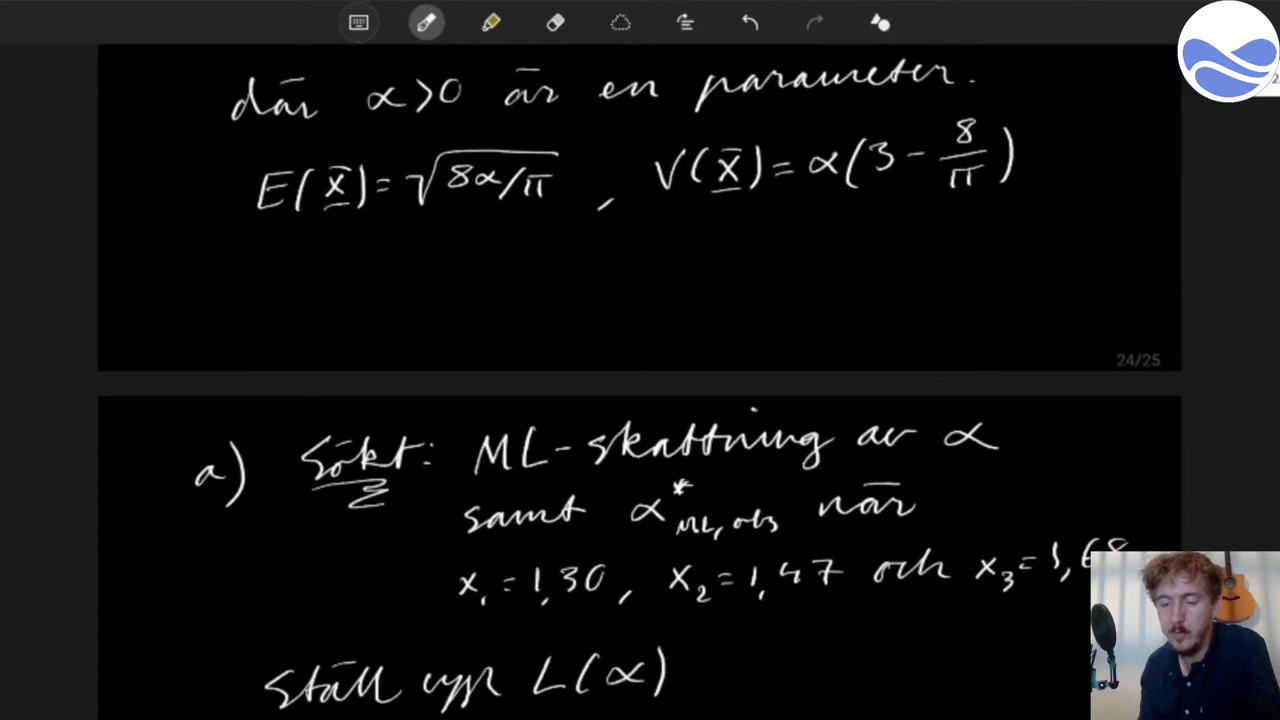 där α>0 är en parameter.
E(X)=√8α/π , V(X)=α(3-8/π)
24/25
a) Sökt: ML-skattning av α
samt α*ML,obs när
x₁=1,30, x₂=1,47 och x₃=1,68
Ställ upp L(α)